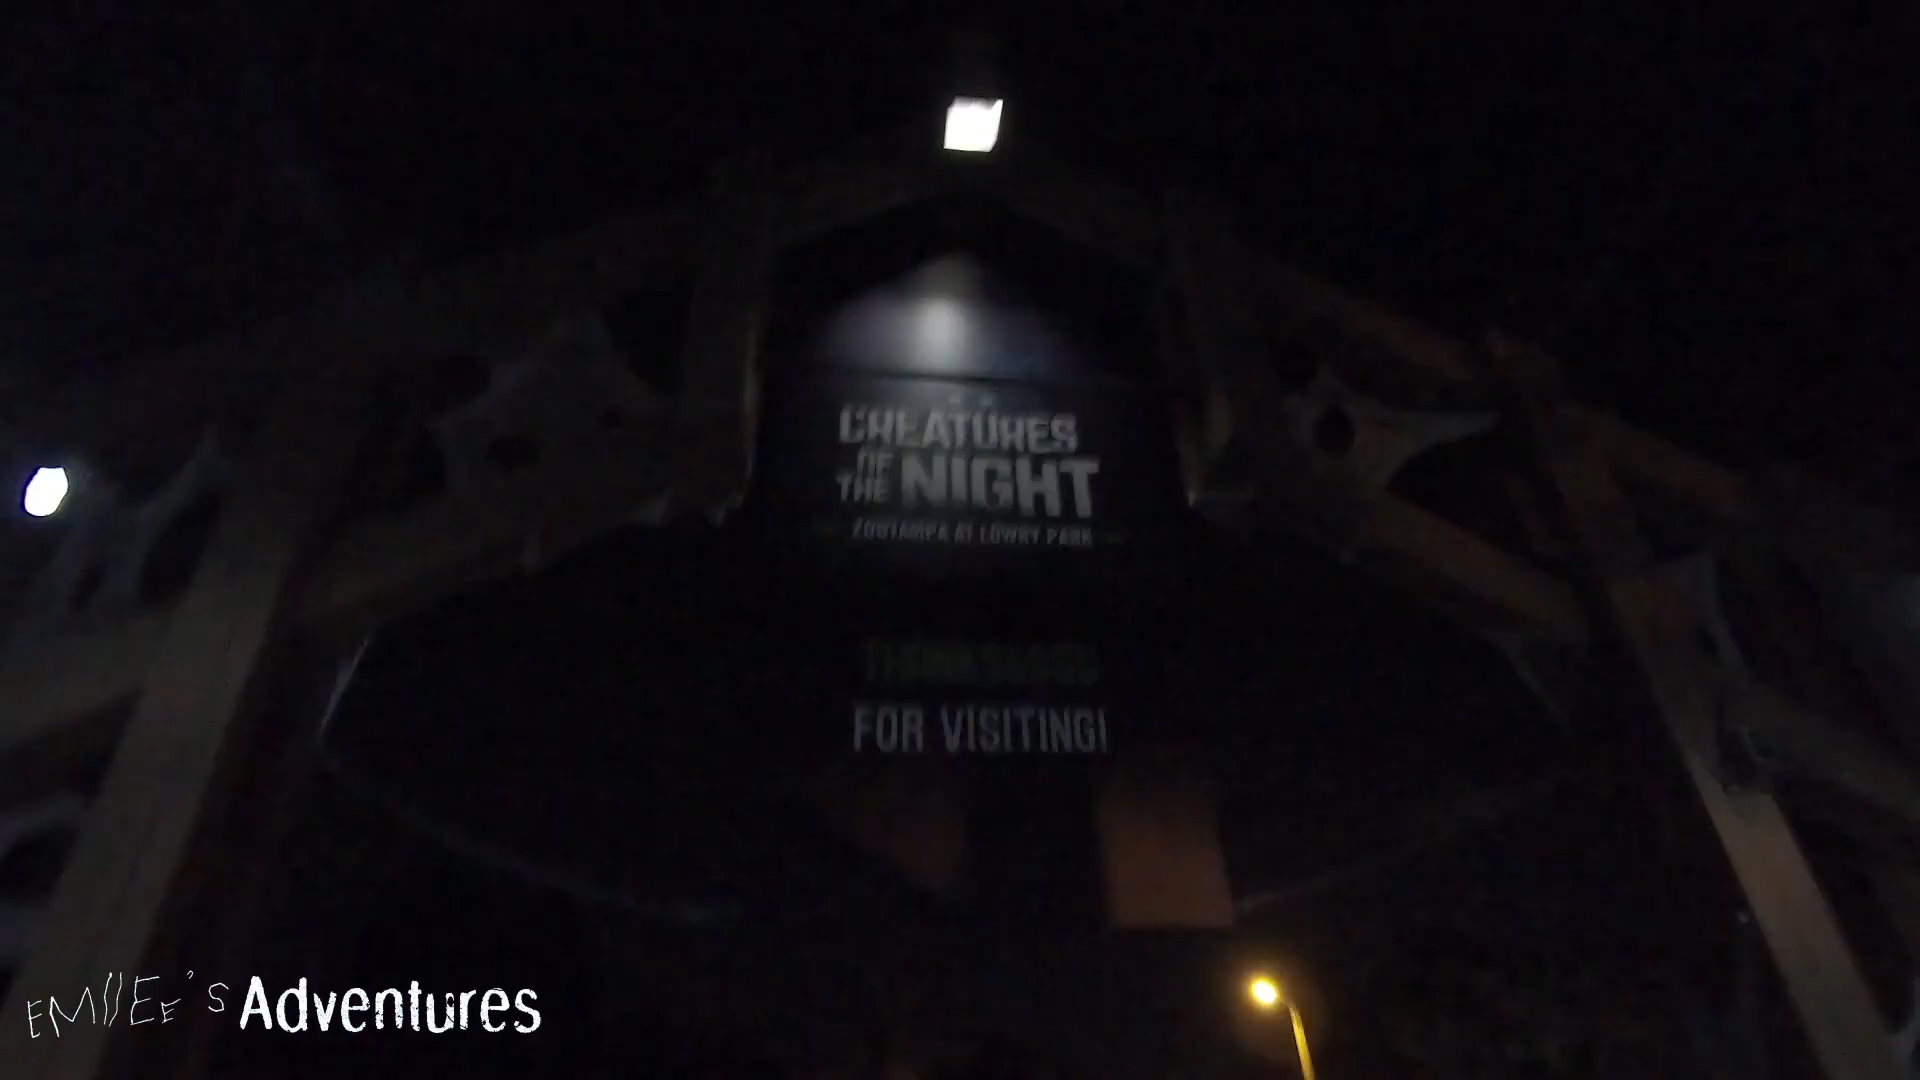 CREATURES
OF
THE NIGHT
ZOOTAMPA AT LOWRY PARK
FOR VISITING!
EMIlEE's Adventures